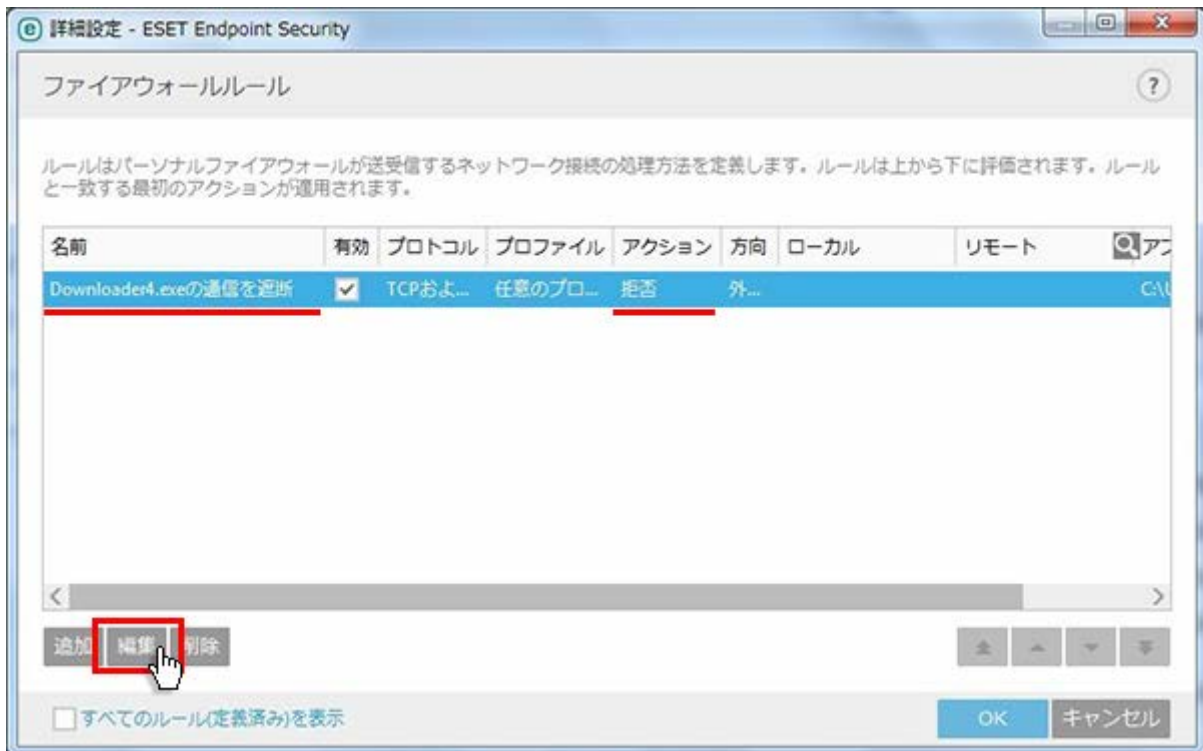 詳細設定 - ESET Endpoint Security
ファイアウォールルール
?
ルールはパーソナルファイアウォールが送受信するネットワーク接続の処理方法を定義します。ルールは上から下に評価されます。ルール
と一致する最初のアクションが適用されます。
名前 有効 プロトコル プロファイル アクション 方向 ローカル リモート アプ
Downloader4.exeの通信を遮断 TCPおよ... 任意のプロ... 拒否 外... C:\U
追加 編集 削除
すべてのルール(定義済み)を表示 OK キャンセル